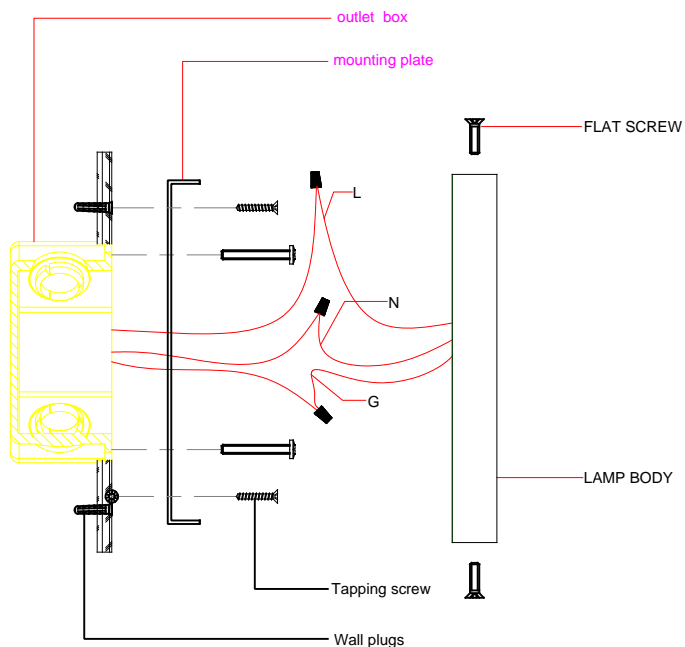 outlet  box
mounting plate
FLAT SCREW
L
N
G
LAMP BODY
Tapping screw
Wall plugs